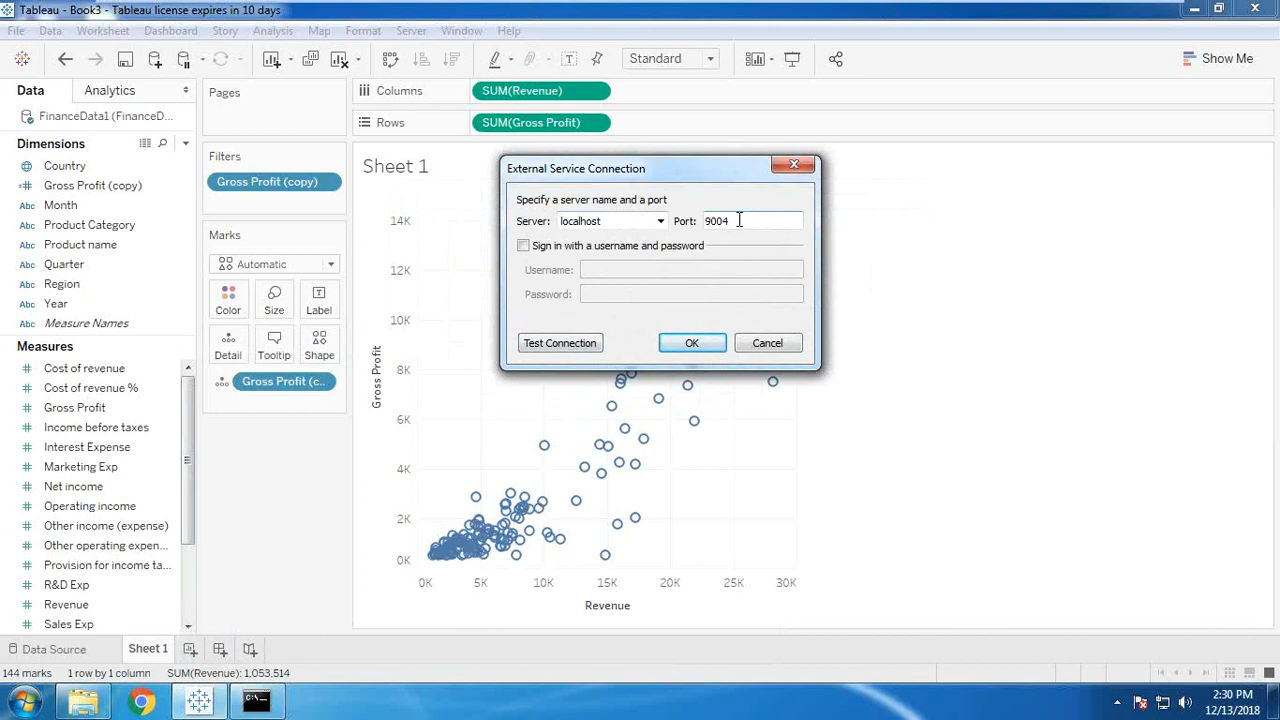 Tableau - Book3 - Tableau license expires in 10 days
File Data Worksheet Dashboard Story Analysis Map Format Server Window Help
Standard
Show Me
Data Analytics
FinanceData1 (FinanceD...
Dimensions
Country
Gross Profit (copy)
Month
Product Category
Product name
Quarter
Region
Year
Measure Names
Measures
Cost of revenue
Cost of revenue %
Gross Profit
Income before taxes
Interest Expense
Marketing Exp
Net income
Operating income
Other income (expense)
Other operating expen...
Provision for income ta...
R&D Exp
Revenue
Sales Exp
Pages
Filters
Gross Profit (copy)
Marks
Automatic
Color Size Label
Detail Tooltip Shape
Gross Profit (c..
Columns SUM(Revenue)
Rows SUM(Gross Profit)
Sheet 1
External Service Connection
Specify a server name and a port
Server: localhost Port: 9004
Sign in with a username and password
Username:
Password:
Test Connection OK Cancel
14K
12K
10K
8K
6K
4K
2K
0K
Gross Profit
0K 5K 10K 15K 20K 25K 30K
Revenue
Data Source Sheet 1
144 marks 1 row by 1 column SUM(Revenue): 1,053,514
2:30 PM
12/13/2018